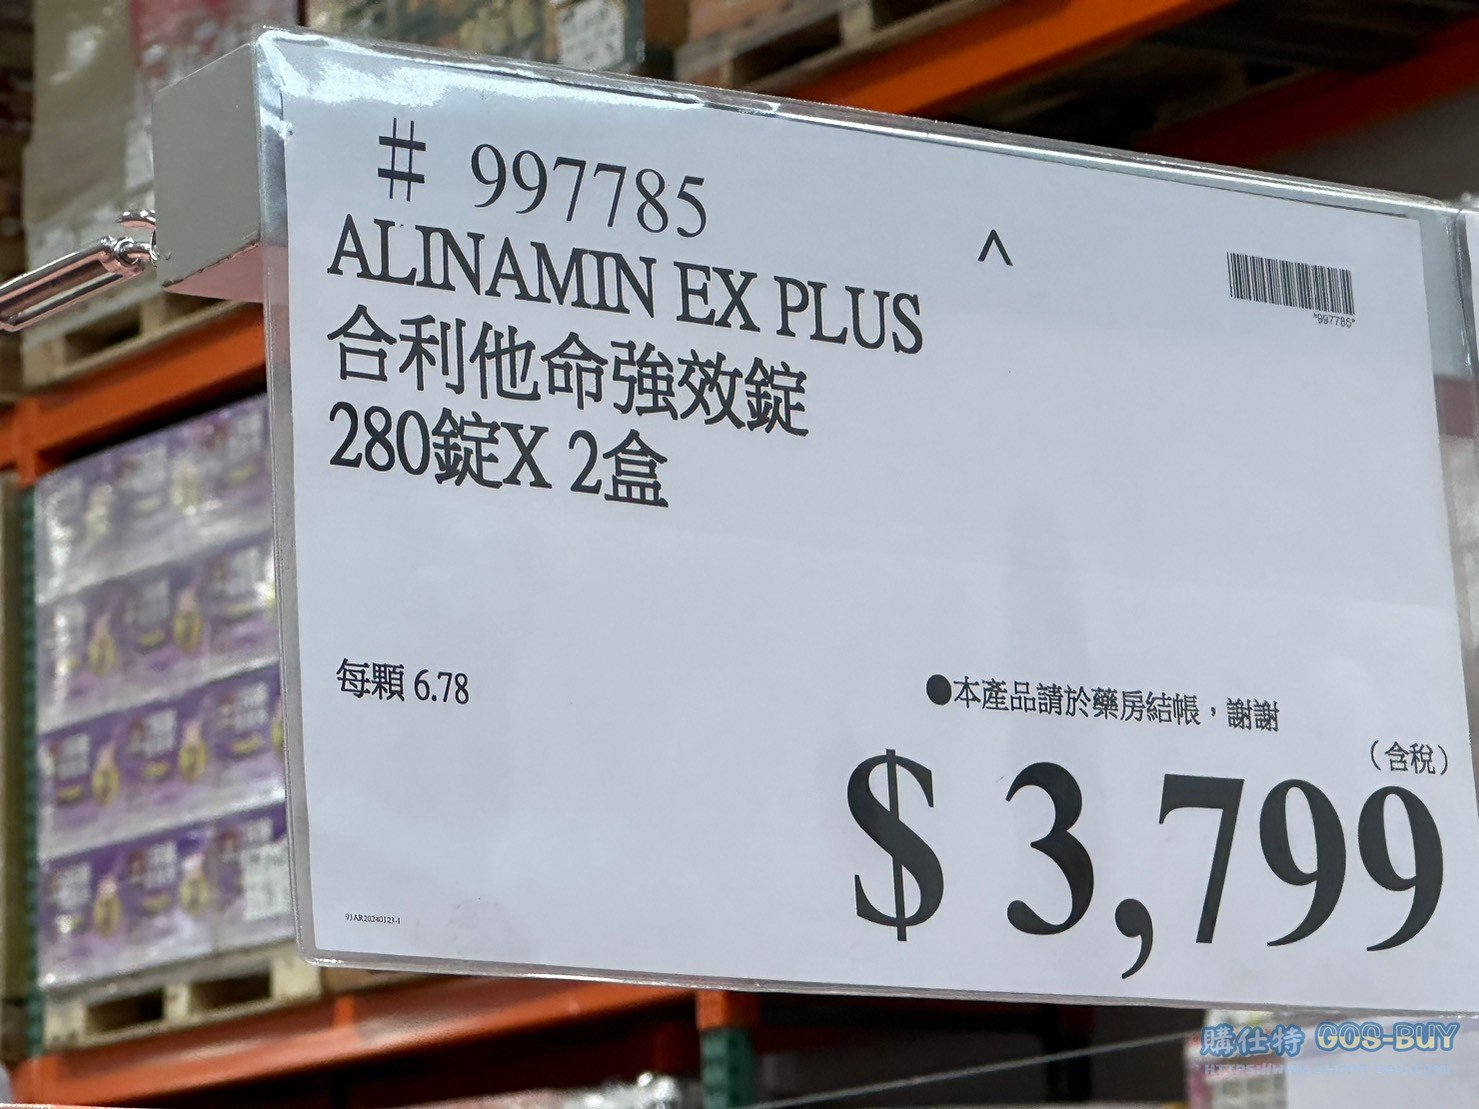 # 997785
^
ALINAMIN EX PLUS
合利他命強效錠
280錠X 2盒
*997785*
每顆 6.78
●本產品請於藥房結帳，謝謝
(含稅)
$ 3,799
購仕特 GOS-BUY